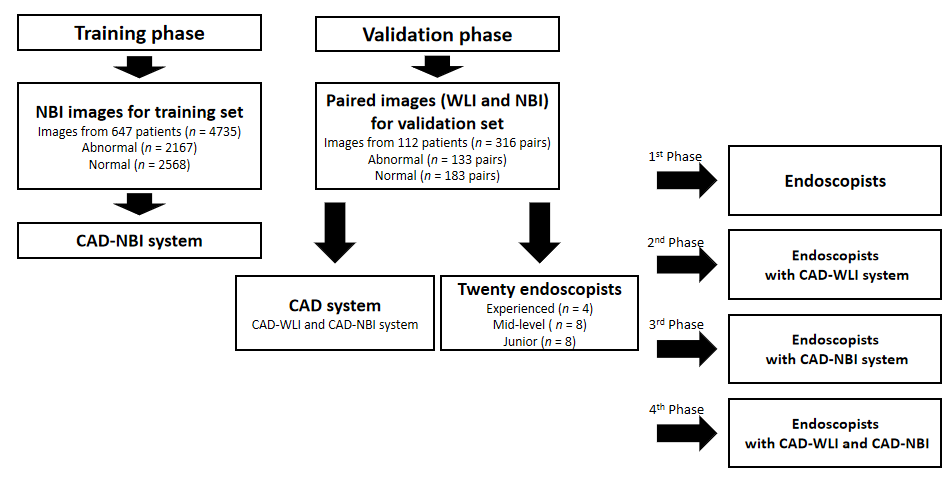 Training phase
NBI images for training set
Images from 647 patients (n = 4735)
Abnormal (n = 2167)
Normal (n = 2568)
CAD-NBI system
Validation phase
Paired images (WLI and NBI)
for validation set
Images from 112 patients (n = 316 pairs)
Abnormal (n = 133 pairs)
Normal (n = 183 pairs)
CAD system
CAD-WLI and CAD-NBI system
Twenty endoscopists
Experienced (n = 4)
Mid-level ( n = 8)
Junior (n = 8)
1st Phase
Endoscopists
2nd Phase
Endoscopists
with CAD-WLI system
3rd Phase
Endoscopists
with CAD-NBI system
4th Phase
Endoscopists
with CAD-WLI and CAD-NBI